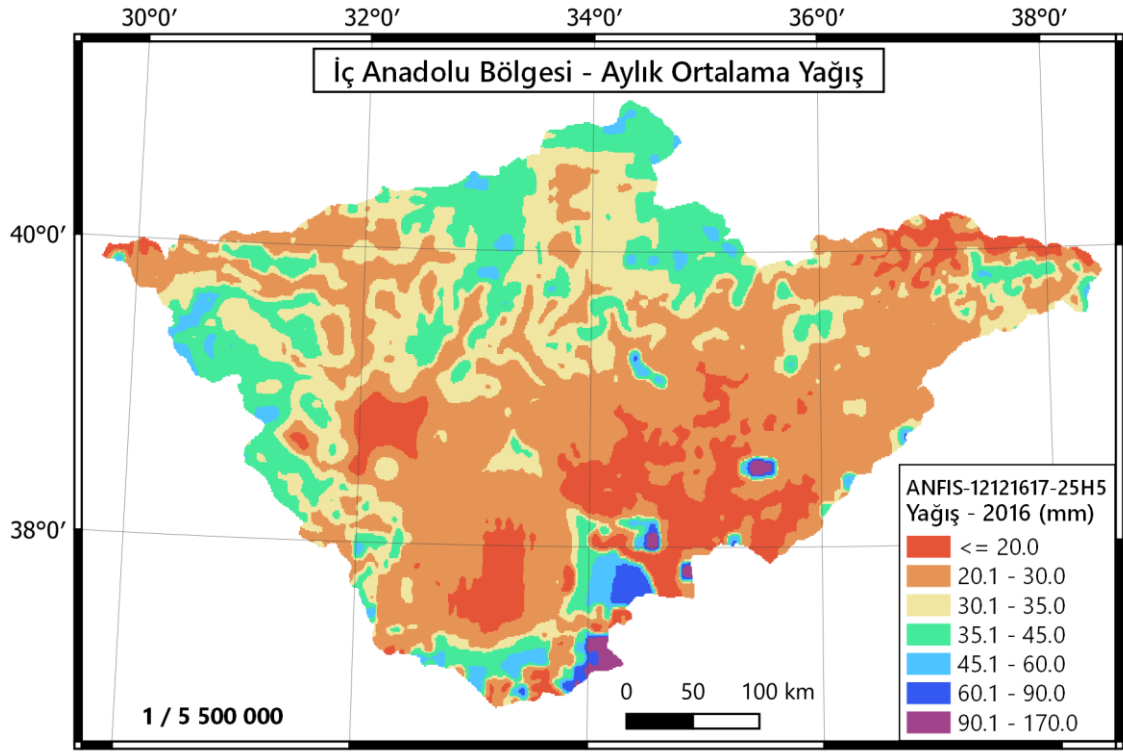 30°0′ 32°0′ 34°0′ 36°0′ 38°0′
İç Anadolu Bölgesi - Aylık Ortalama Yağış
40°0′
38°0′
ANFIS-12121617-25H5
Yağış - 2016 (mm)
<= 20.0
20.1 - 30.0
30.1 - 35.0
35.1 - 45.0
45.1 - 60.0
60.1 - 90.0
90.1 - 170.0
0 50 100 km
1 / 5 500 000